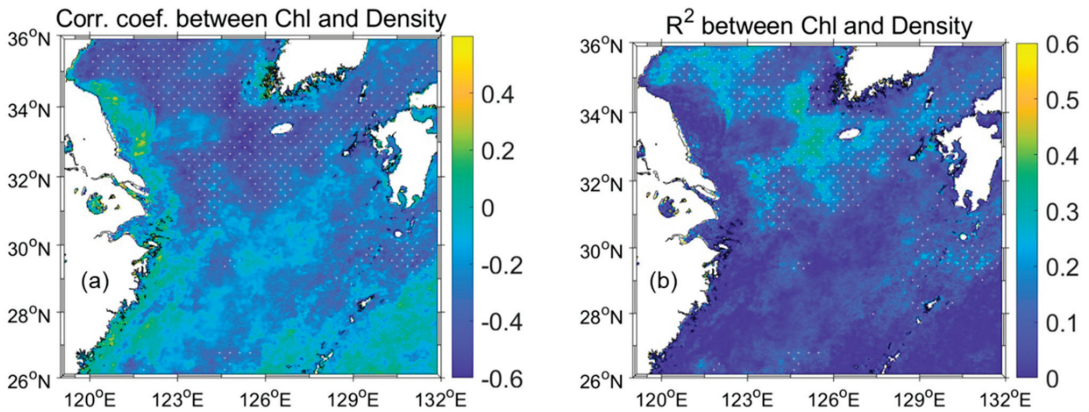 Corr. coef. between Chl and Density
36°N
34°N
32°N
30°N
28°N
26°N
120°E
123°E
126°E
129°E
132°E
(a)
0.4
0.2
0
-0.2
-0.4
-0.6
R² between Chl and Density
36°N
34°N
32°N
30°N
28°N
26°N
120°E
123°E
126°E
129°E
132°E
(b)
0.6
0.5
0.4
0.3
0.2
0.1
0